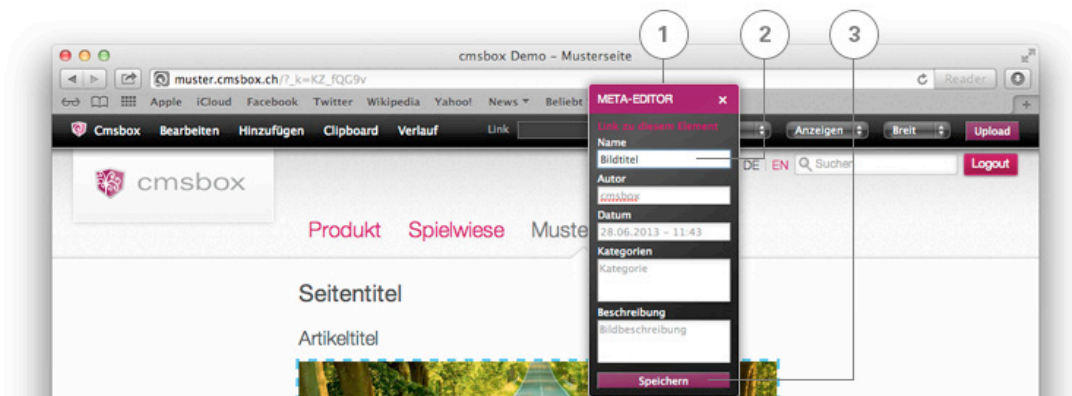 1 2 3
cmsbox Demo – Musterseite
muster.cmsbox.ch/?_k=KZ_fQG9v
Reader
Apple iCloud Facebook Twitter Wikipedia Yahoo! News Beliebt
META-EDITOR ×
Cmsbox Bearbeiten Hinzufügen Clipboard Verlauf Link
Anzeigen Breit Upload
Link zu diesem Element
Name
Bildtitel
DE EN Suchen Logout
cmsbox
Autor
cmsbox
Produkt Spielwiese Muste
Datum
28.06.2013 – 11:43
Kategorien
Kategorie
Seitentitel
Beschreibung
Bildbeschreibung
Artikeltitel
Speichern